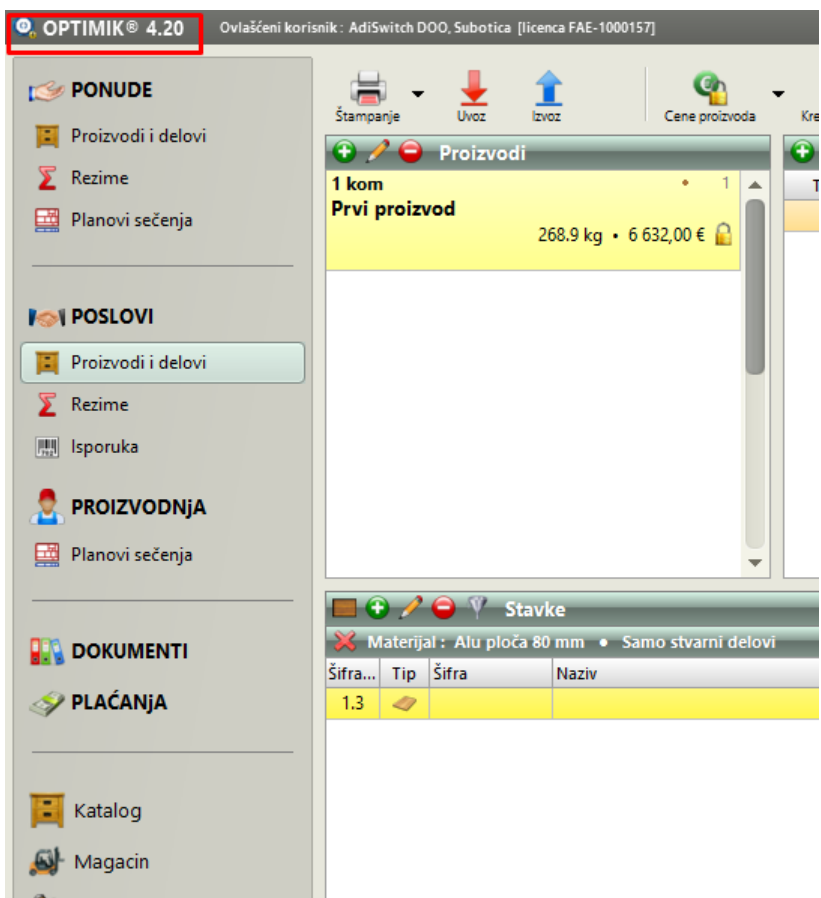 OPTIMIK® 4.20 Ovlašćeni korisnik : AdiSwitch DOO, Subotica [licenca FAE-1000157]
PONUDE
Proizvodi i delovi
Rezime
Planovi sečenja
POSLOVI
Proizvodi i delovi
Rezime
Isporuka
PROIZVODNjA
Planovi sečenja
DOKUMENTI
PLAĆANjA
Katalog
Magacin
Štampanje Uvoz Izvoz Cene proizvoda Kre
Proizvodi
1 kom 1
Prvi proizvod
268.9 kg • 6 632,00 €
Stavke
Materijal : Alu ploča 80 mm • Samo stvarni delovi
Šifra... Tip Šifra Naziv
1.3